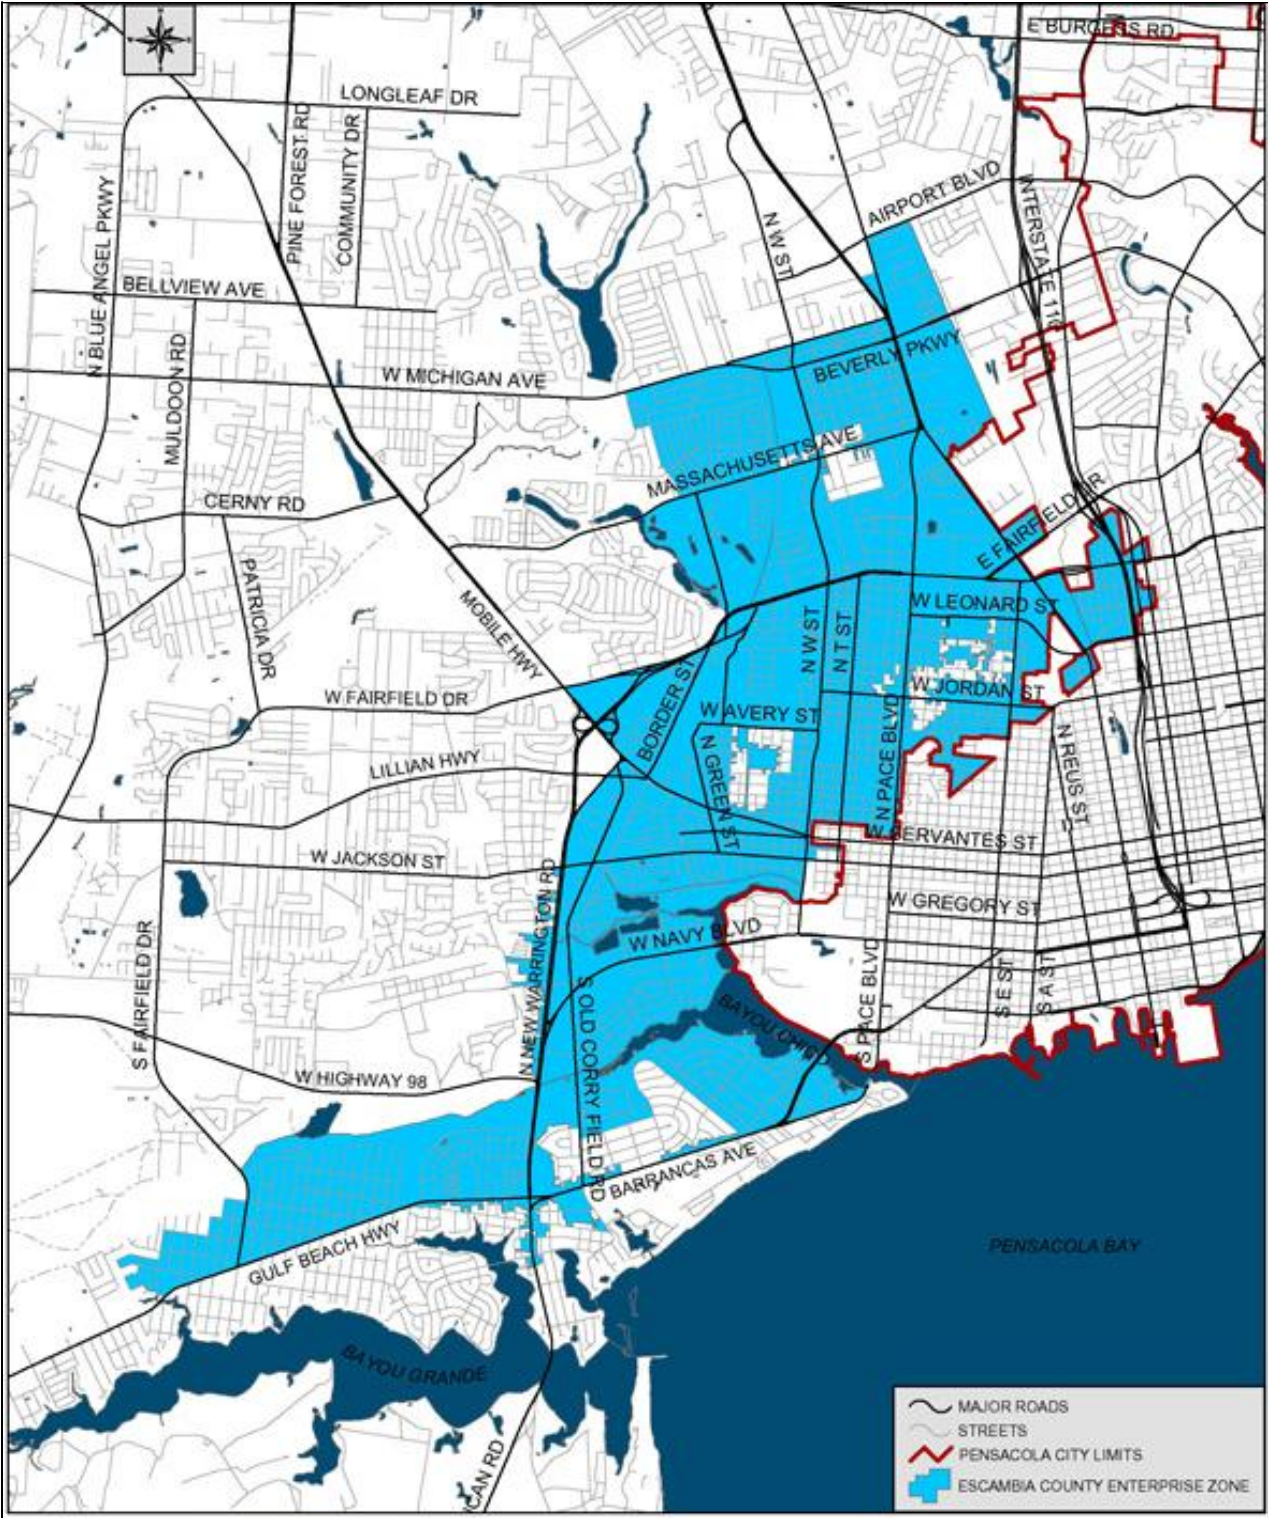 E BURGESS RD
LONGLEAF DR
PINE FOREST RD
COMMUNITY DR
N BLUE ANGEL PKWY
AIRPORT BLVD
INTERSTATE 110
N W ST
BELLVIEW AVE
MULDOON RD
BEVERLY PKWY
W MICHIGAN AVE
MASSACHUSETTS AVE
CERNY RD
E FAIRFIELD DR
PATRICIA DR
MOBILE HWY
W LEONARD ST
N W ST
N T ST
W FAIRFIELD DR
BORDER ST
W JORDAN ST
W AVERY ST
N PACE BLVD
N GREEN ST
N REUS ST
LILLIAN HWY
W CERVANTES ST
W JACKSON ST
N NEW WARRINGTON RD
W GREGORY ST
W NAVY BLVD
S FAIRFIELD DR
S OLD CORRY FIELD RD
BAYOU CHICO
S PACE BLVD
S E ST
S A ST
W HIGHWAY 98
BARRANCAS AVE
GULF BEACH HWY
PENSACOLA BAY
BAYOU GRANDE
MAJOR ROADS
STREETS
PENSACOLA CITY LIMITS
ESCAMBIA COUNTY ENTERPRISE ZONE